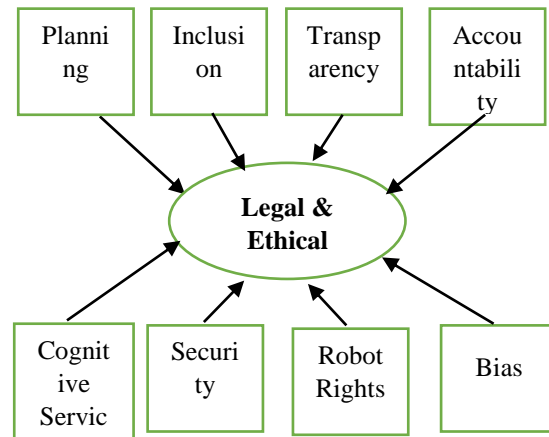 Planni
ng
Inclusi
on
Transp
arency
Accou
ntabili
ty
Legal &
Ethical
Cognit
ive
Servic
Securi
ty
Robot
Rights
Bias